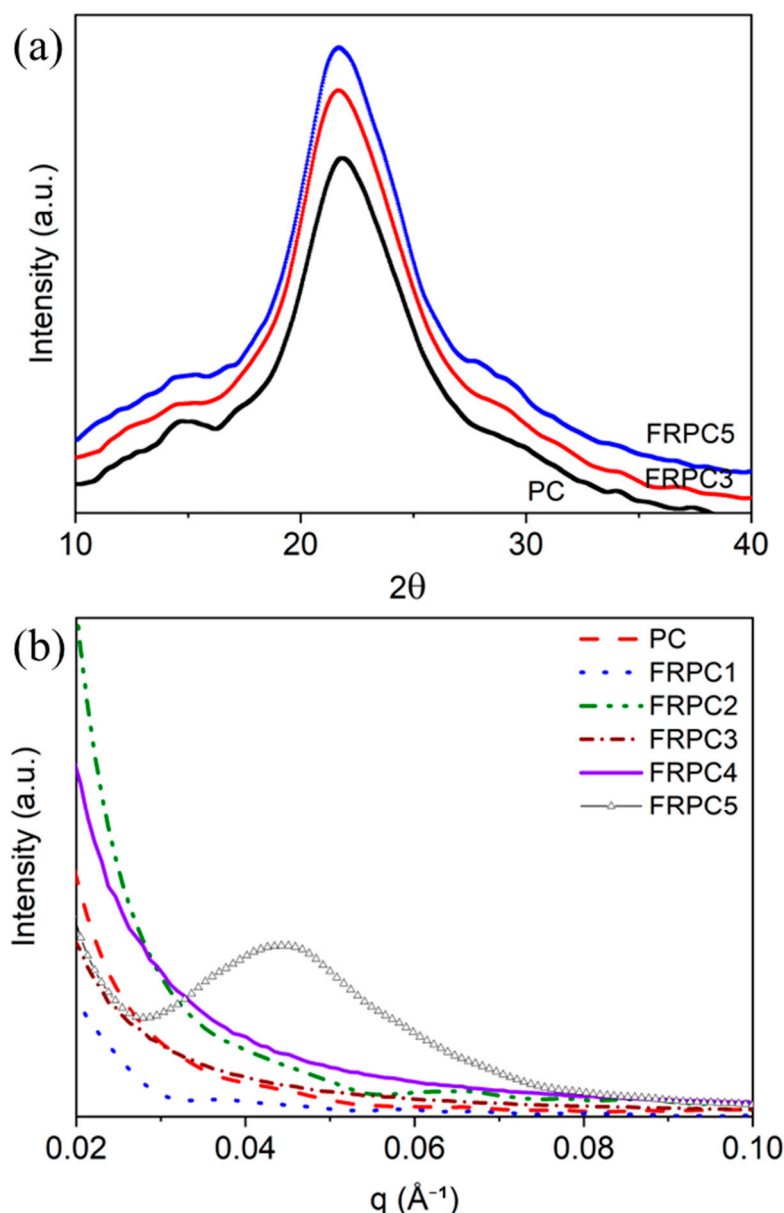 (a)
Intensity (a.u.)
FRPC5
FRPC3
PC
10
20
30
40
2θ
(b)
PC
FRPC1
FRPC2
FRPC3
FRPC4
FRPC5
Intensity (a.u.)
0.02
0.04
0.06
0.08
0.10
q (Å⁻¹)